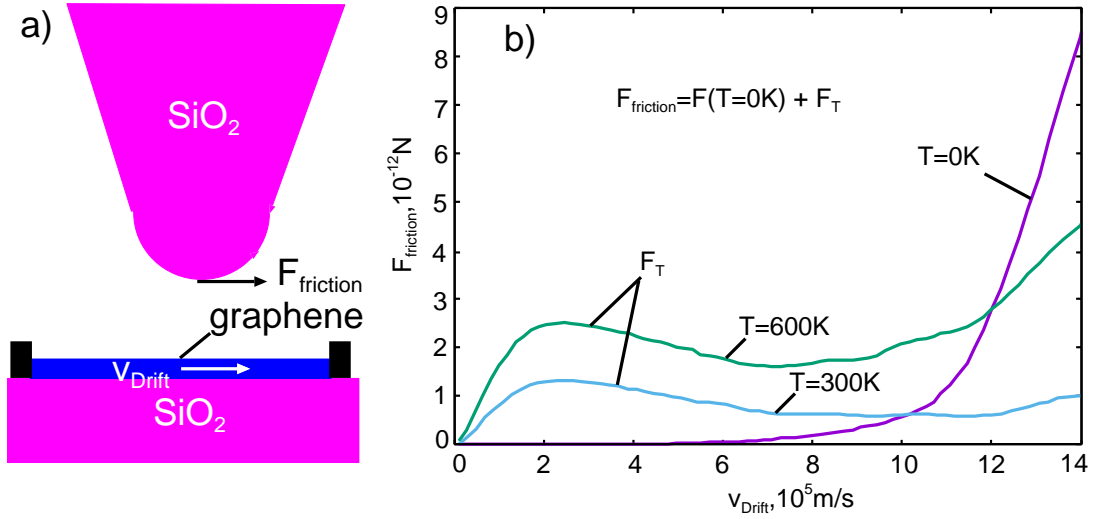 a)
SiO2
Ffriction
graphene
vDrift
SiO2
b)
Ffriction=F(T=0K) + FT
T=0K
FT
T=600K
T=300K
Ffriction,10-12N
9
8
7
6
5
4
3
2
1
0
0 2 4 6 8 10 12 14
vDrift,105m/s